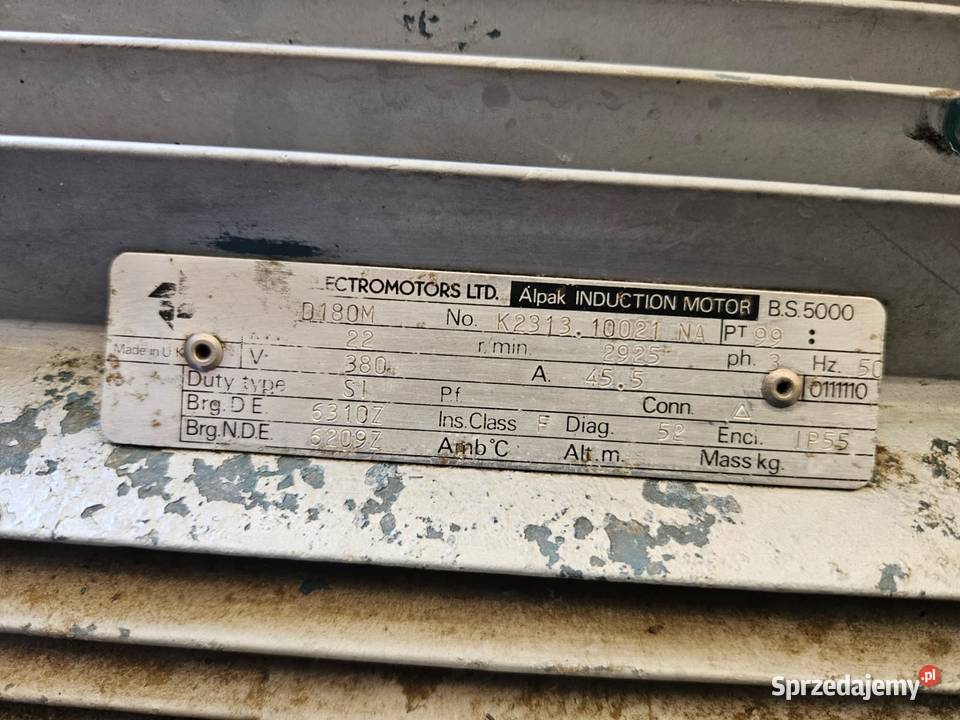 ECTROMOTORS LTD. Alpak INDUCTION MOTOR B.S.5000
D180M No. K2313.10021 NA PT 99 :
22 r/min. 2925 ph. 3 Hz. 50
Made in U K V 380 A. 45.5 0111110
Duty type S1 Pf Conn. △
Brg.D E. 6310Z Ins.Class F Diag. 52 Encl. IP55
Brg.N.D.E. 6209Z Amb°C Alt.m. Mass kg.
Sprzedajemy.pl